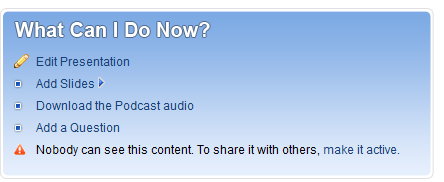 What Can I Do Now?
Edit Presentation
Add Slides
Download the Podcast audio
Add a Question
Nobody can see this content. To share it with others, make it active.